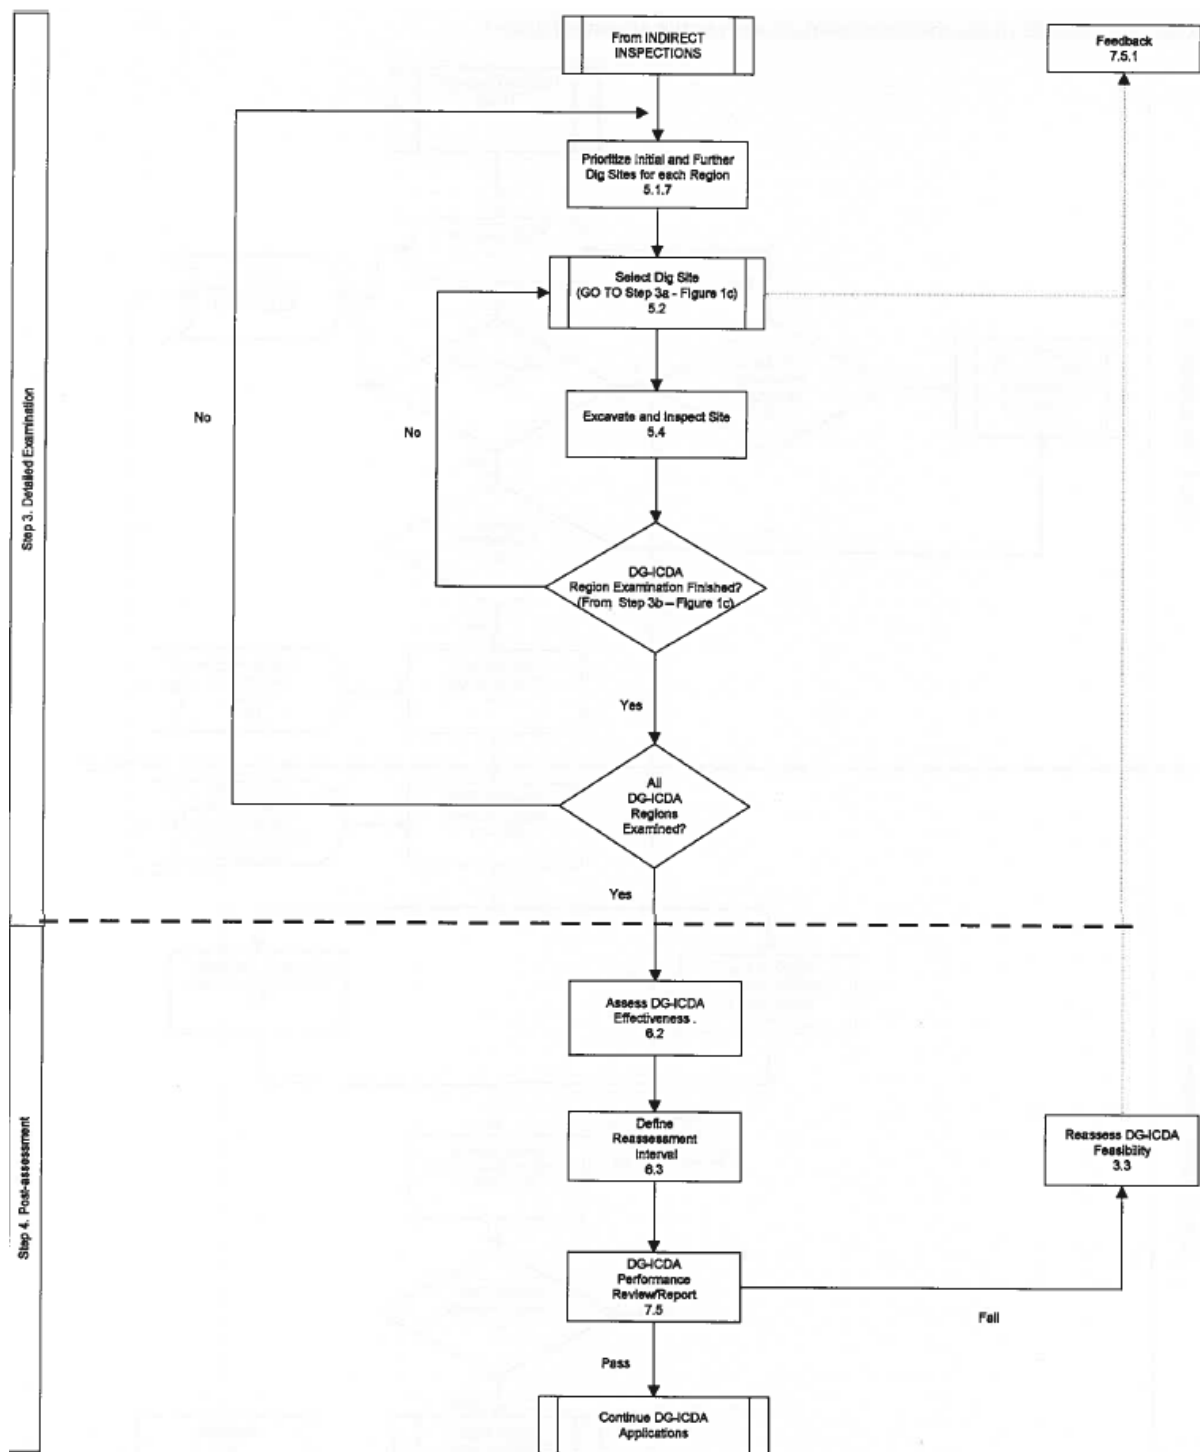 From INDIRECT
INSPECTIONS
Feedback
7.5.1
Prioritize Initial and Further
Dig Sites for each Region
5.1.7
Select Dig Site
(GO TO Step 3a - Figure 1c)
5.2
No
No
Excavate and Inspect Site
5.4
Step 3. Detailed Examination
DG-ICDA
Region Examination Finished?
(From Step 3b – Figure 1c)
Yes
All
DG-ICDA
Regions
Examined?
Yes
Assess DG-ICDA
Effectiveness .
6.2
Define
Reassessment
Interval
6.3
Reassess DG-ICDA
Feasibility
3.3
Step 4. Post-assessment
DG-ICDA
Performance
Review/Report
7.5
Fail
Pass
Continue DG-ICDA
Applications